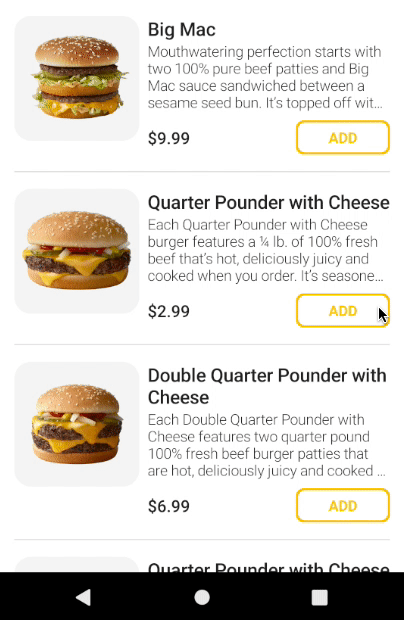 Big Mac
Mouthwatering perfection starts with
two 100% pure beef patties and Big
Mac sauce sandwiched between a
sesame seed bun. It's topped off wit...
$9.99
ADD
Quarter Pounder with Cheese
Each Quarter Pounder with Cheese
burger features a ¼ lb. of 100% fresh
beef that's hot, deliciously juicy and
cooked when you order. It's seasone...
$2.99
ADD
Double Quarter Pounder with
Cheese
Each Double Quarter Pounder with
Cheese features two quarter pound
100% fresh beef burger patties that
are hot, deliciously juicy and cooked ...
$6.99
ADD
Quarter Pounder with Cheese